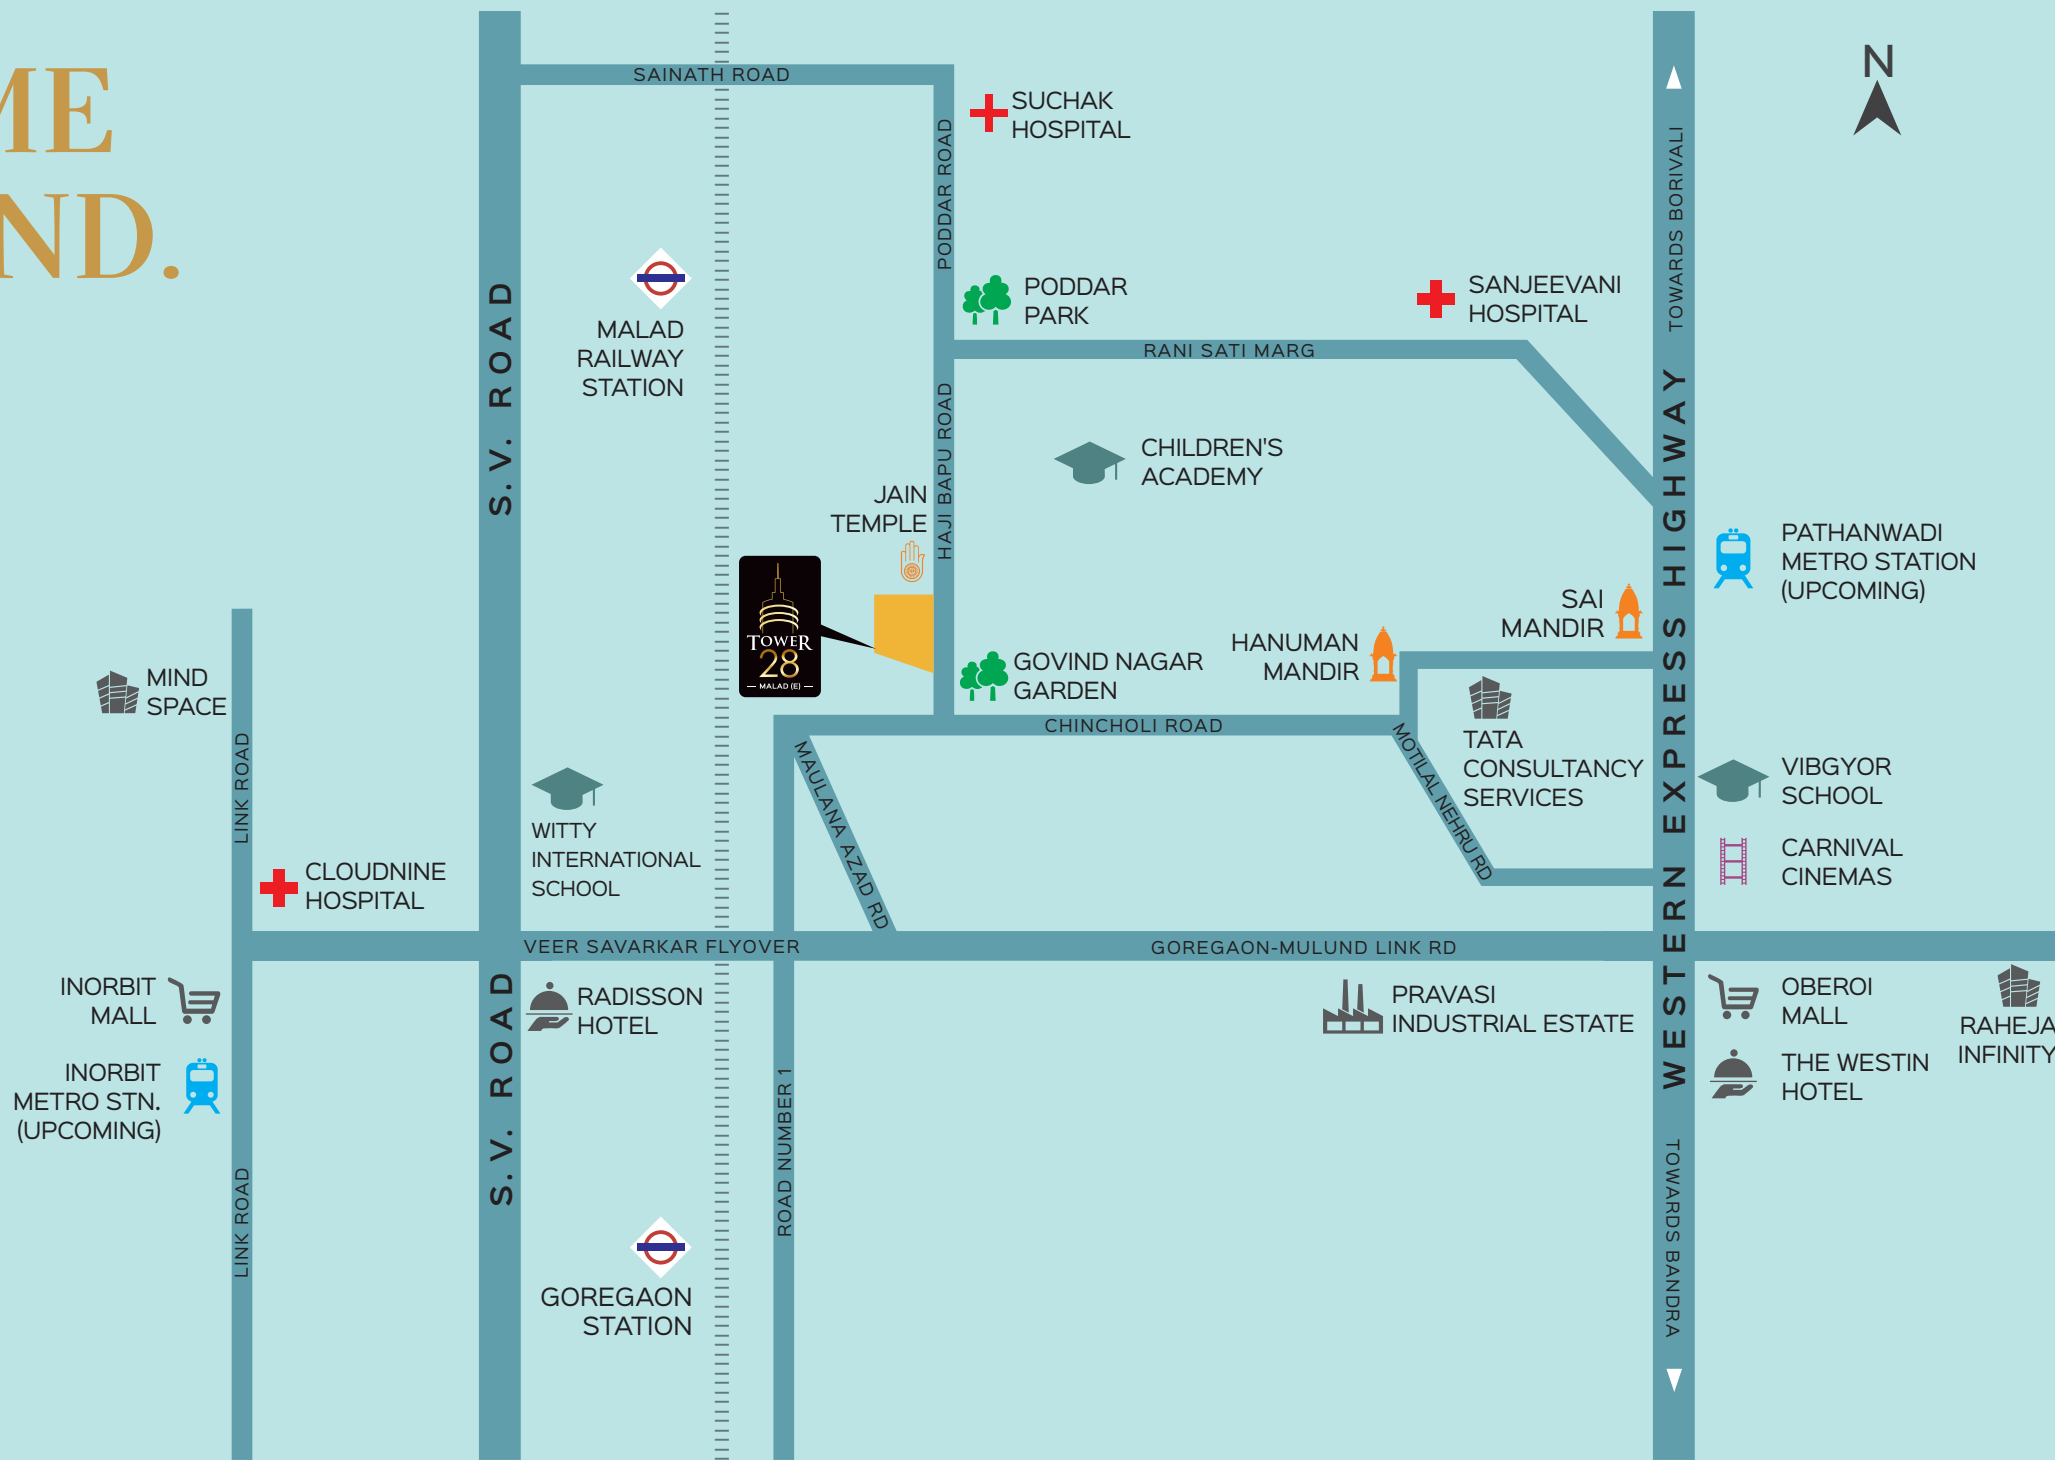 ME
ND.
N
SAINATH ROAD
SUCHAK
HOSPITAL
PODDAR ROAD
TOWARDS BORIVALI
S. V. ROAD
MALAD
RAILWAY
STATION
PODDAR
PARK
SANJEEVANI
HOSPITAL
RANI SATI MARG
HAJI BAPU ROAD
CHILDREN'S
ACADEMY
JAIN
TEMPLE
WESTERN EXPRESS HIGHWAY
PATHANWADI
METRO STATION
(UPCOMING)
SAI
MANDIR
HANUMAN
MANDIR
TOWER
28
MALAD (E)
GOVIND NAGAR
GARDEN
MIND
SPACE
LINK ROAD
CHINCHOLI ROAD
MAULANA AZAD RD
MOTILAL NEHRU RD
TATA
CONSULTANCY
SERVICES
VIBGYOR
SCHOOL
WITTY
INTERNATIONAL
SCHOOL
CARNIVAL
CINEMAS
CLOUDNINE
HOSPITAL
VEER SAVARKAR FLYOVER
GOREGAON-MULUND LINK RD
INORBIT
MALL
S. V. ROAD
RADISSON
HOTEL
PRAVASI
INDUSTRIAL ESTATE
OBEROI
MALL
RAHEJA
INFINITY
THE WESTIN
HOTEL
INORBIT
METRO STN.
(UPCOMING)
ROAD NUMBER 1
LINK ROAD
TOWARDS BANDRA
GOREGAON
STATION